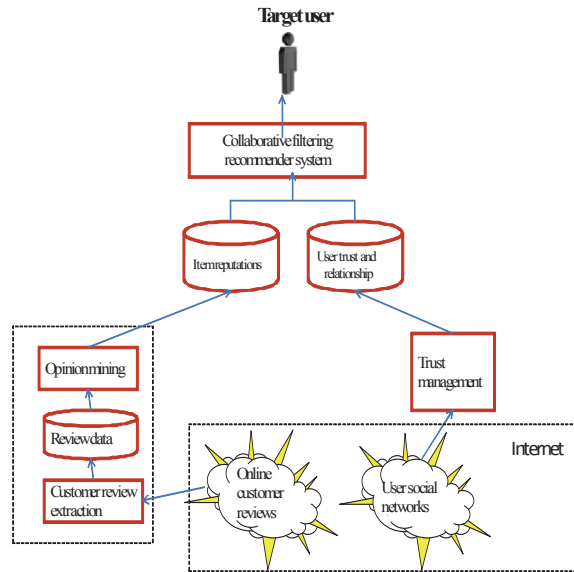 Target user
Collaborative filtering
recommender system
Item reputations
User trust and
relationship
Opinion mining
Trust
management
Review data
Internet
Online
customer
reviews
User social
networks
Customer review
extraction